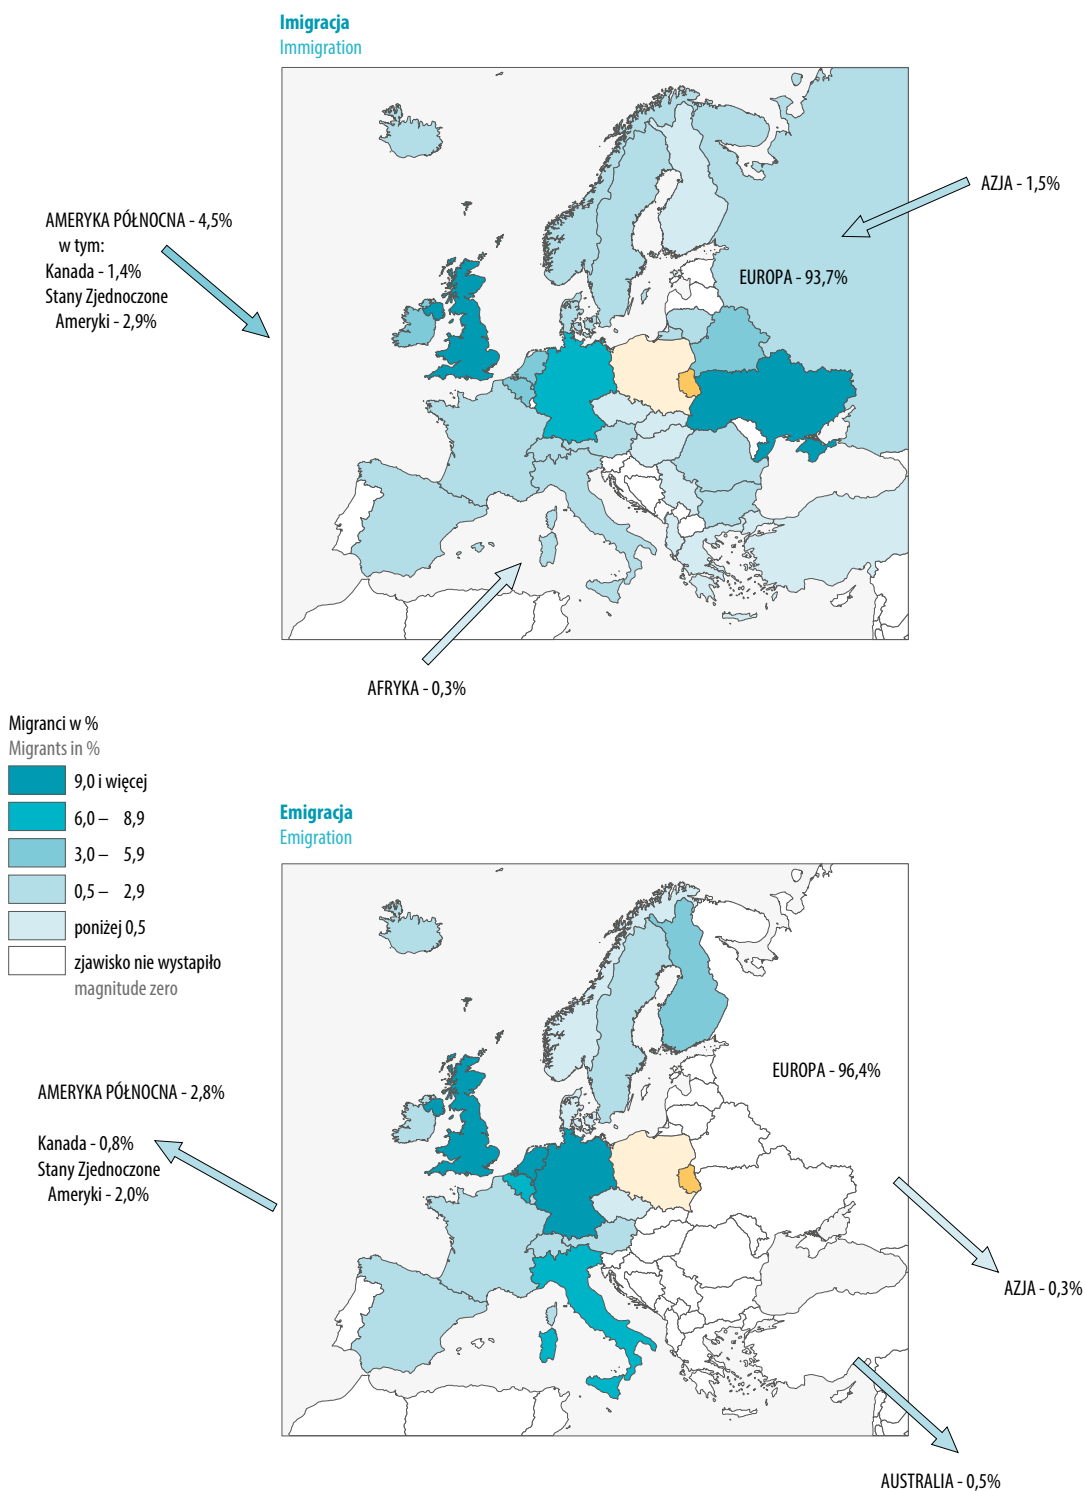 Imigracja
Immigration
AZJA - 1,5%
AMERYKA PÓŁNOCNA - 4,5%
w tym:
Kanada - 1,4%
Stany Zjednoczone
Ameryki - 2,9%
EUROPA - 93,7%
AFRYKA - 0,3%
Migranci w %
Migrants in %
9,0 i więcej
6,0 – 8,9
3,0 – 5,9
0,5 – 2,9
poniżej 0,5
zjawisko nie wystapiło
magnitude zero
Emigracja
Emigration
EUROPA - 96,4%
AMERYKA PÓŁNOCNA - 2,8%
Kanada - 0,8%
Stany Zjednoczone
Ameryki - 2,0%
AZJA - 0,3%
AUSTRALIA - 0,5%